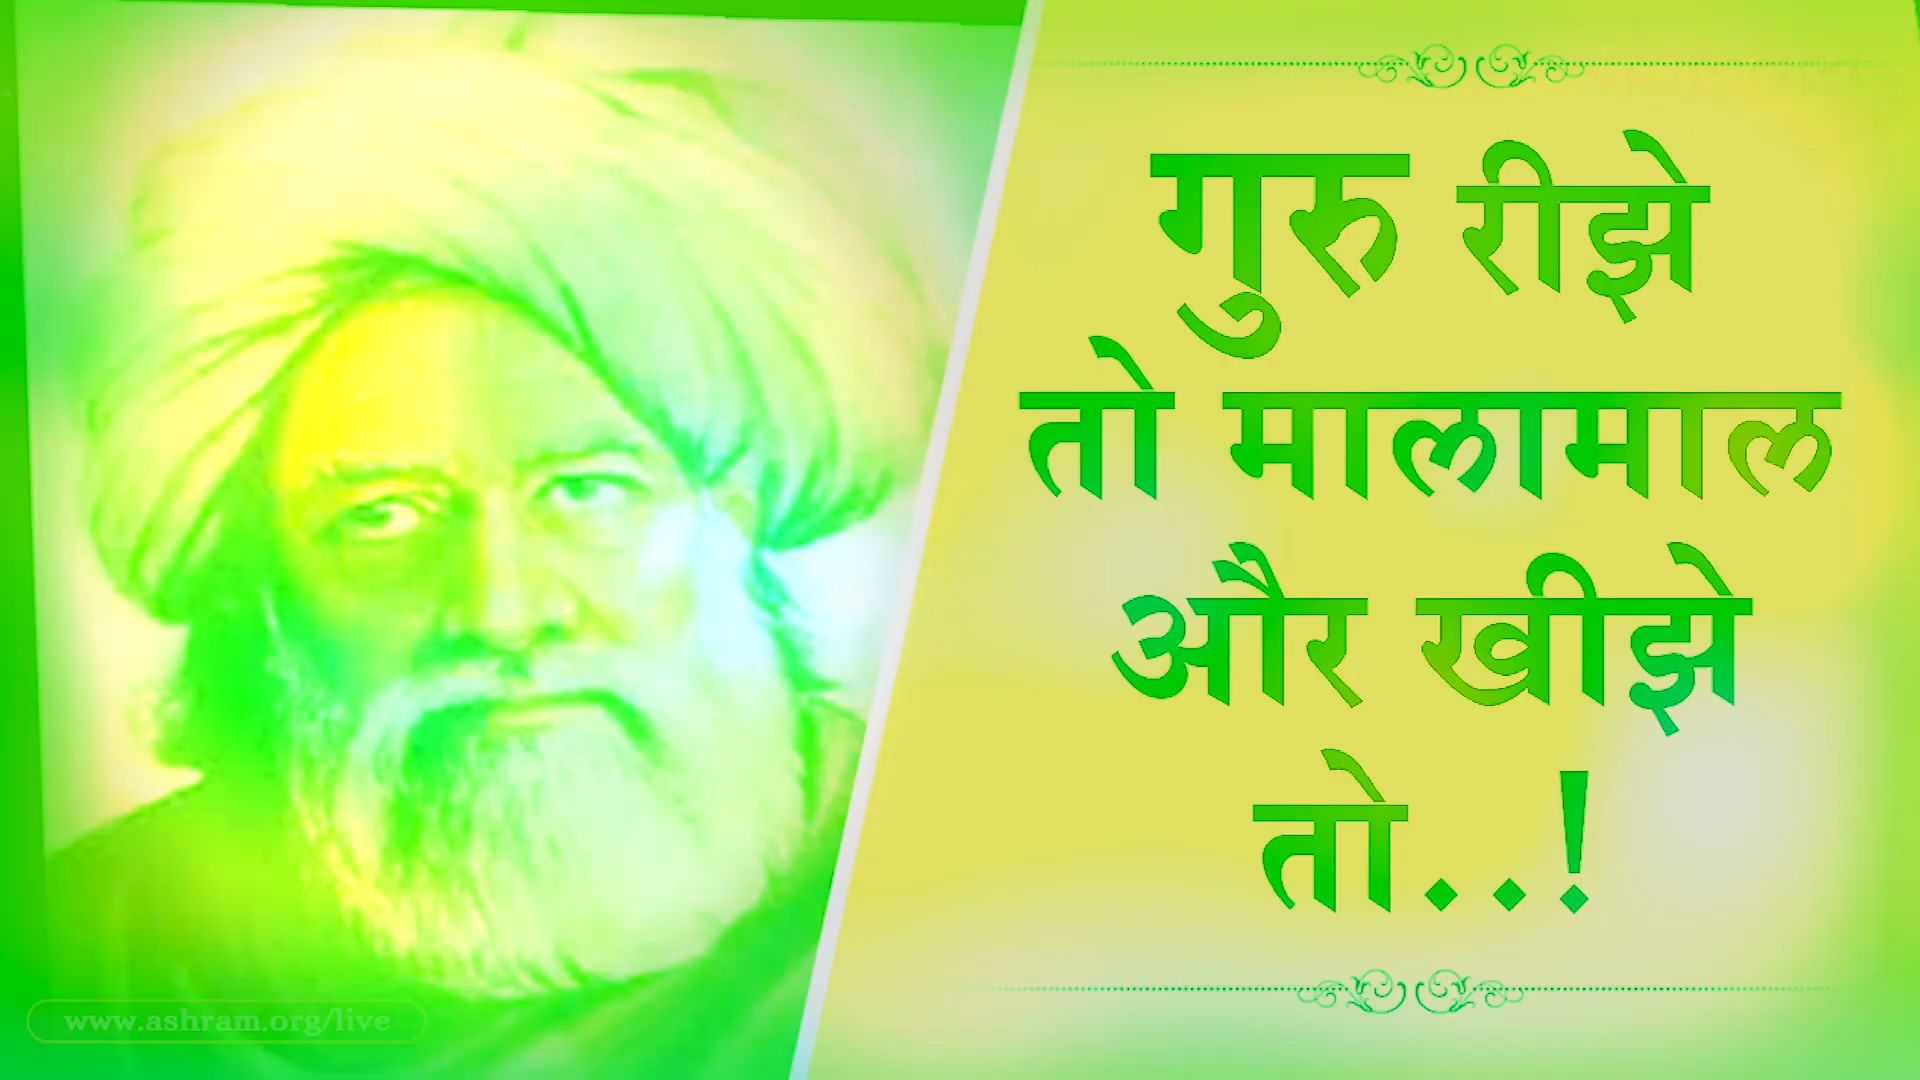 गुरु रीझे
तो मालामाल
और खीझे
तो..!
www.ashram.org/live